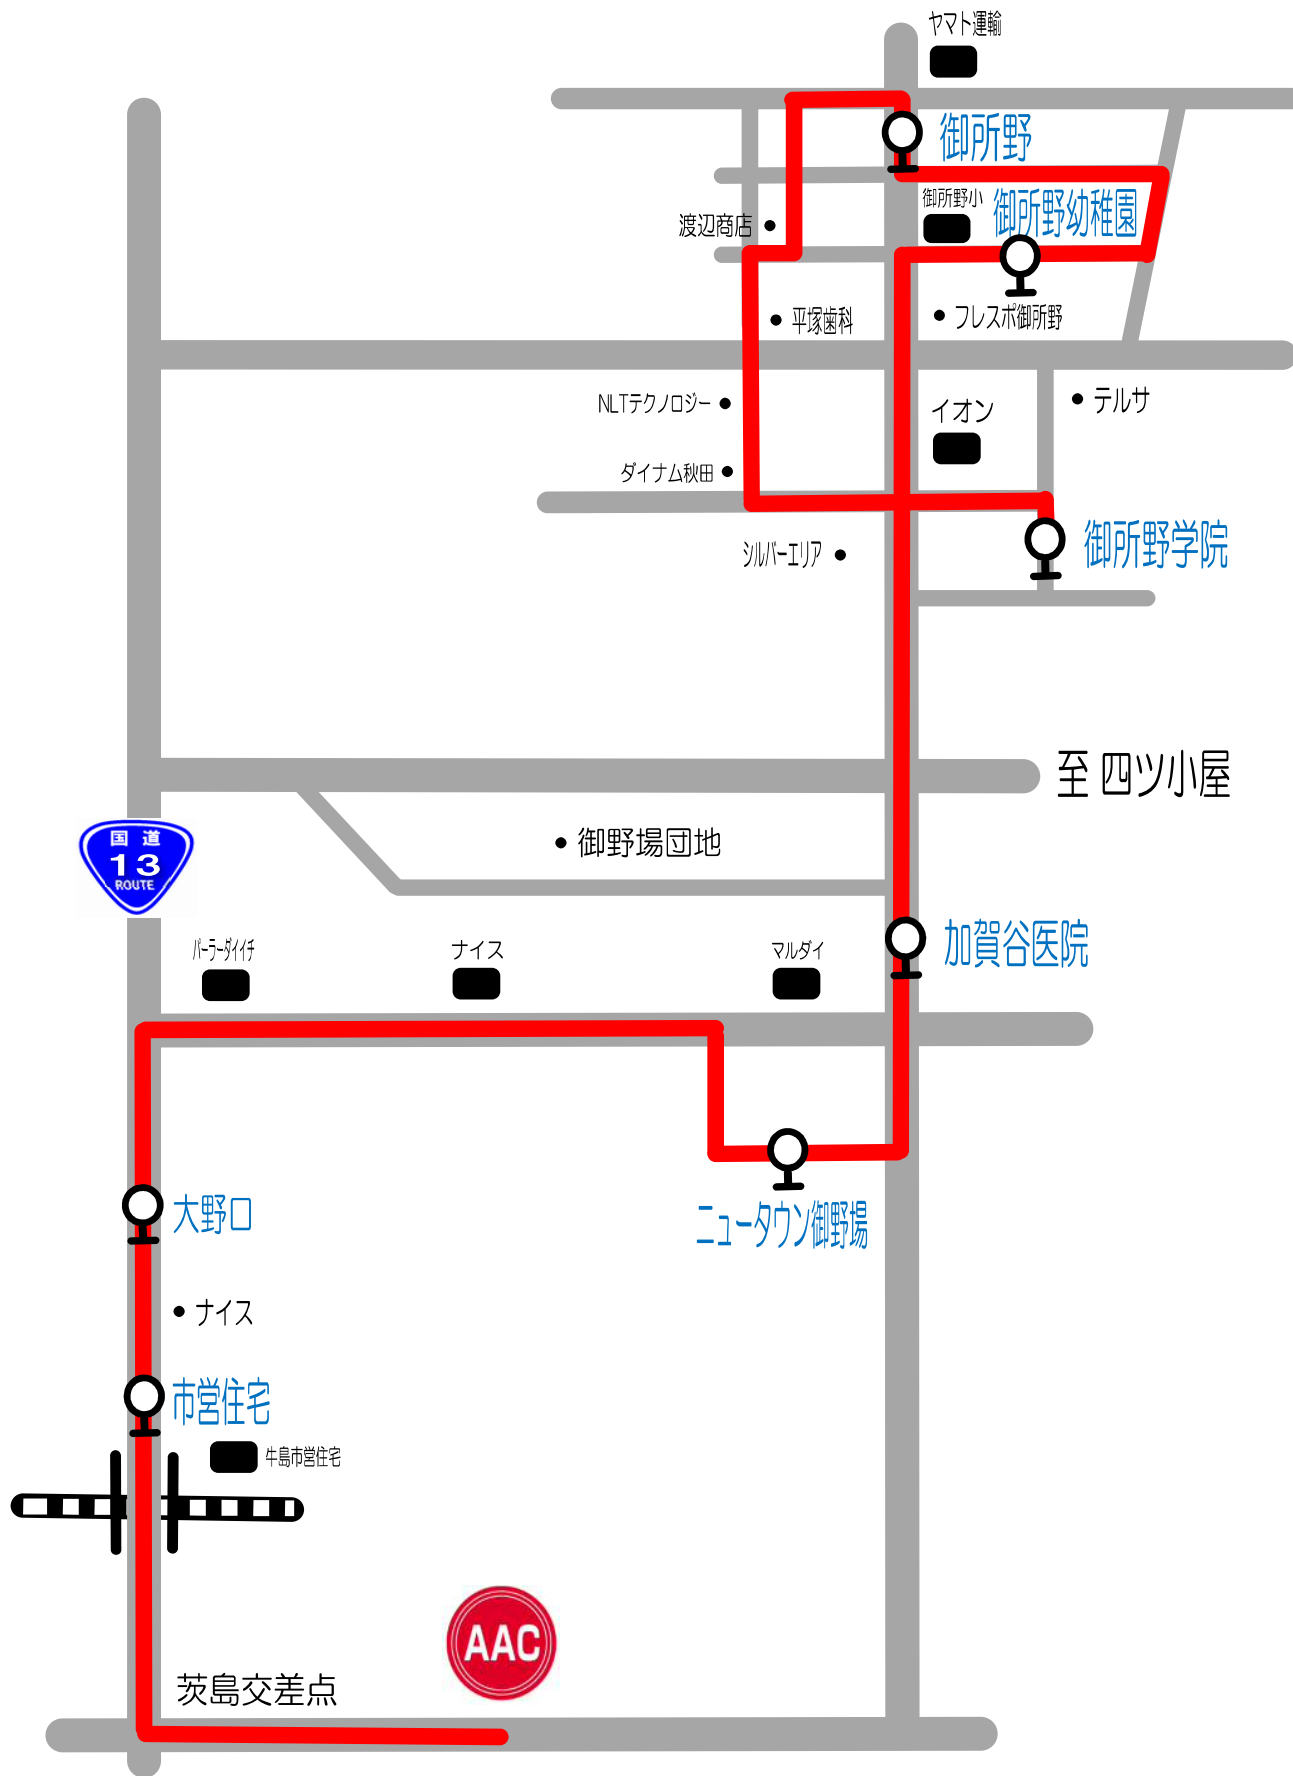 ヤマト運輸
御所野
御所野小
御所野幼稚園
渡辺商店
平塚歯科
フレスポ御所野
NLTテクノロジー
イオン
テルサ
ダイナム秋田
シルバーエリア
御所野学院
至 四ツ小屋
国道
13
ROUTE
御野場団地
パーラーダイイチ
ナイス
マルダイ
加賀谷医院
大野口
ニュータウン御野場
ナイス
市営住宅
牛島市営住宅
AAC
茨島交差点